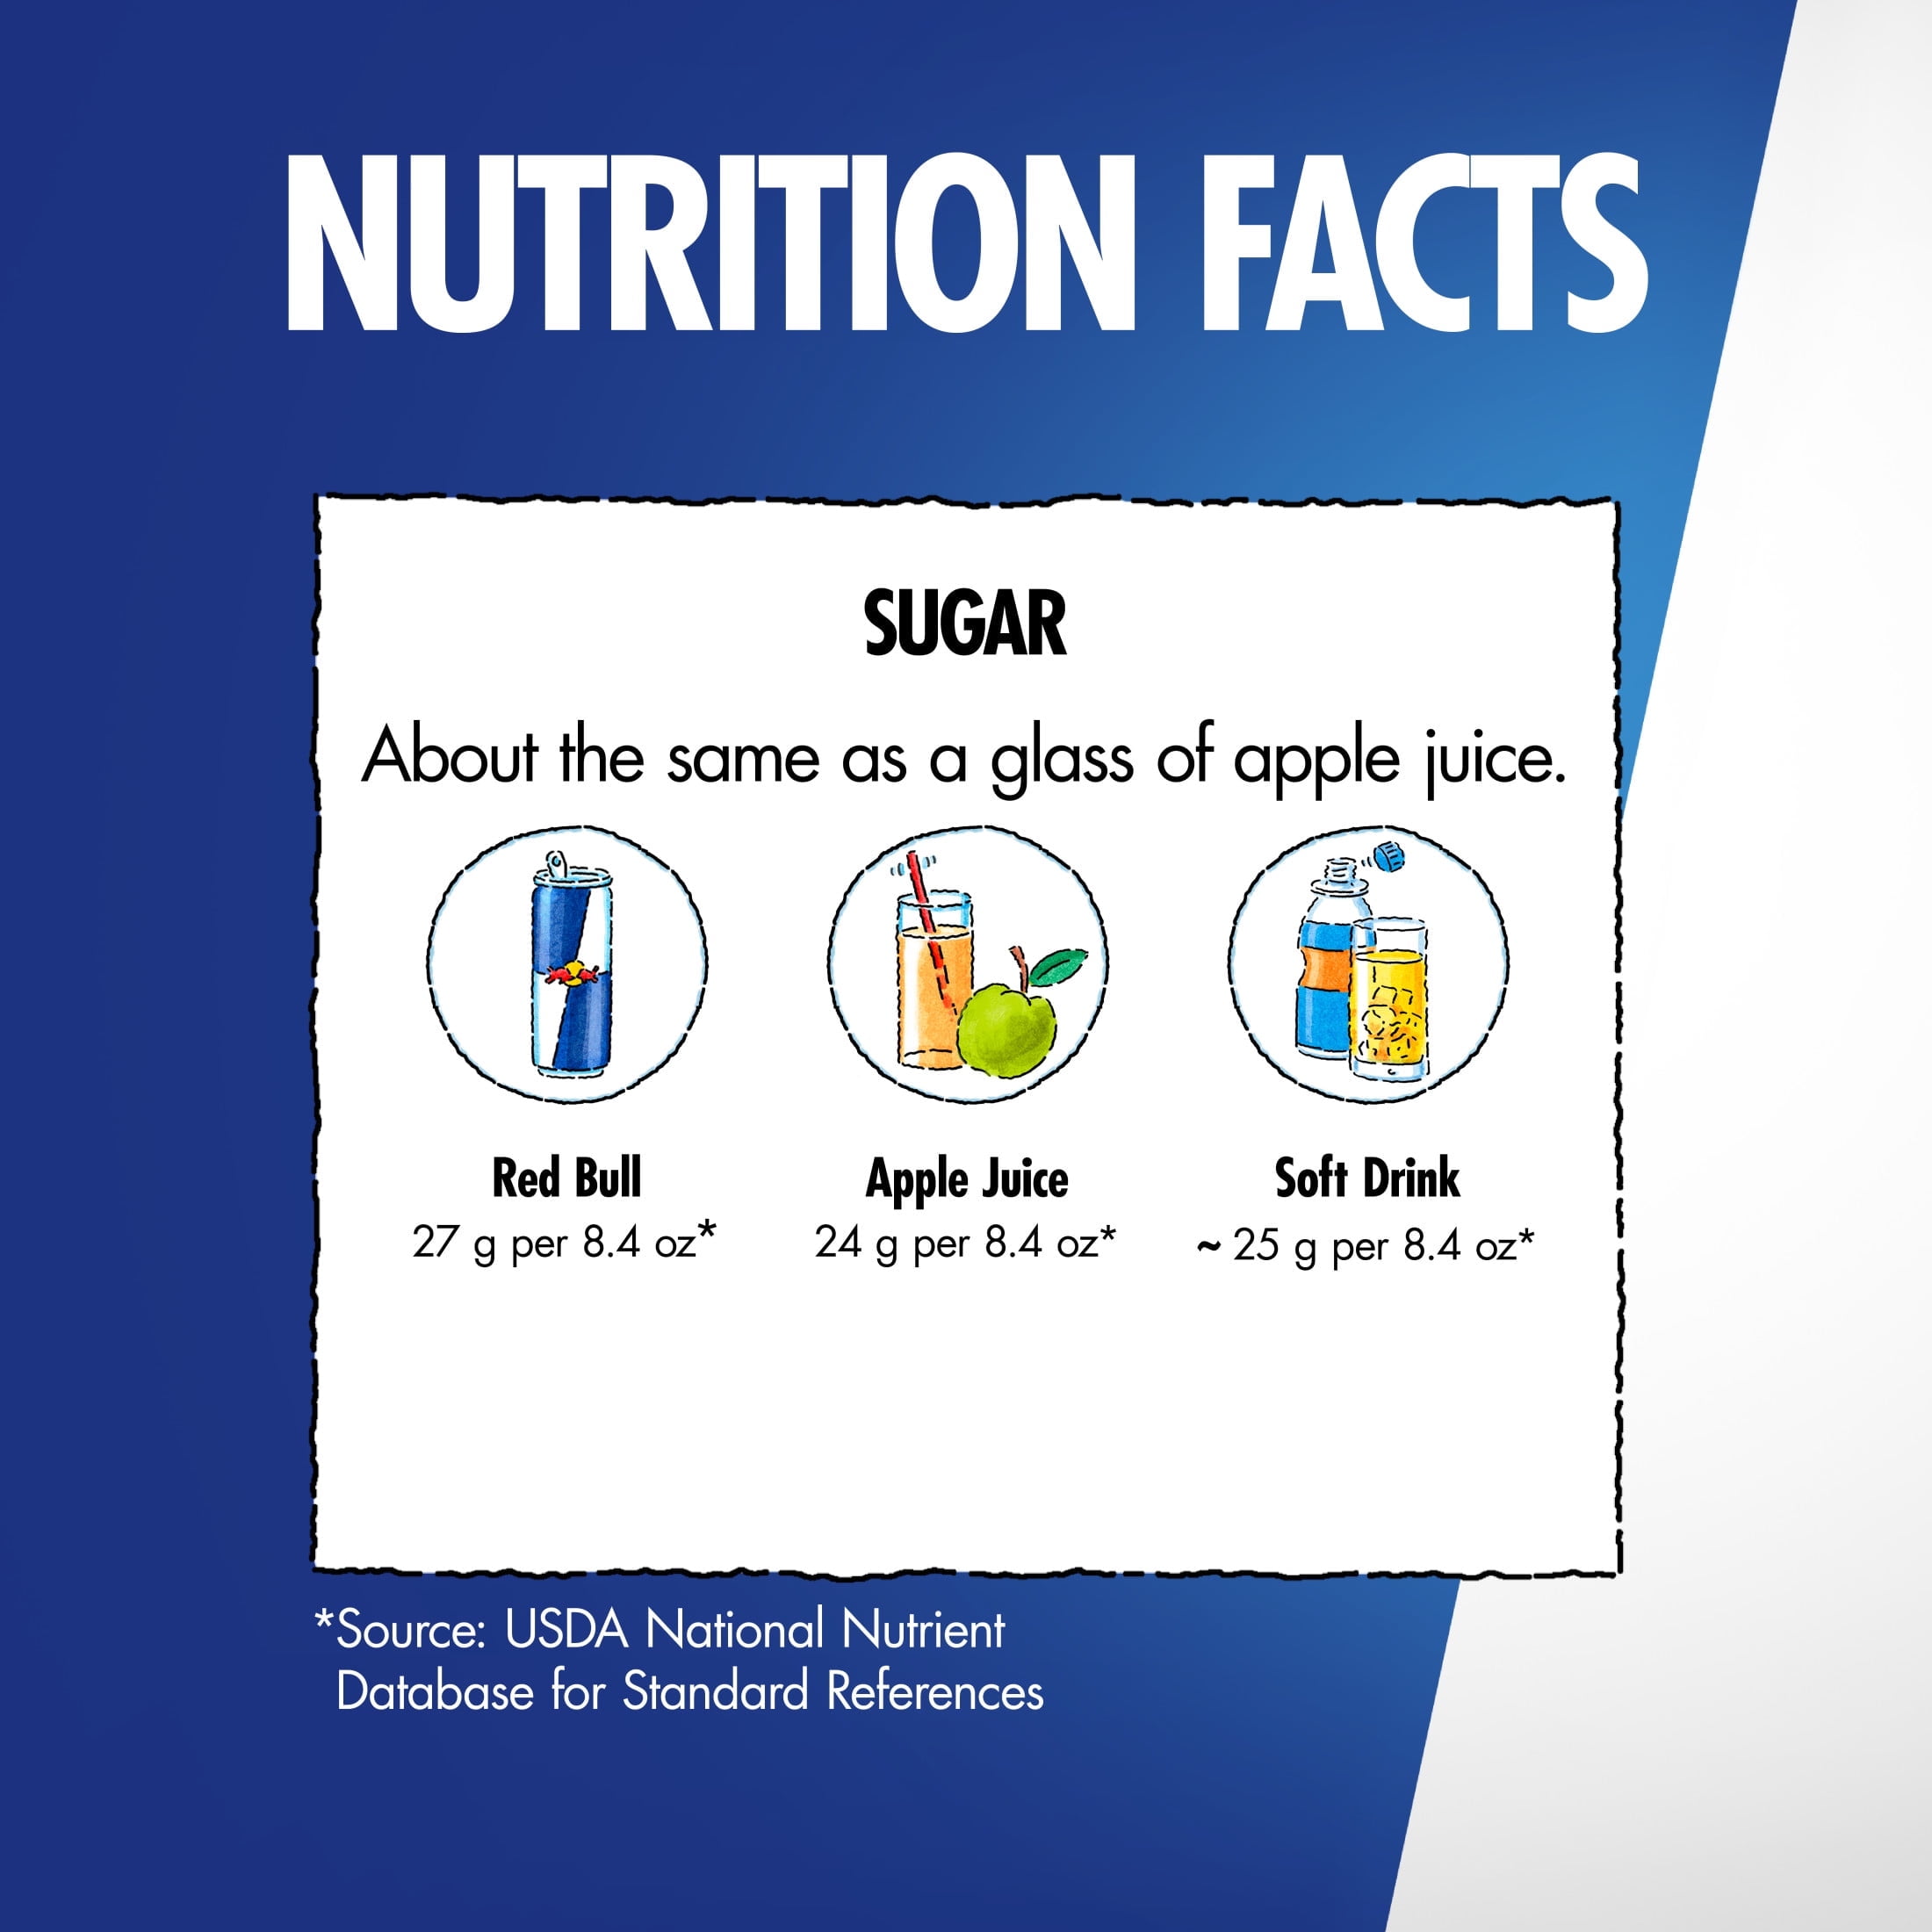 NUTRITION FACTS
SUGAR
About the same as a glass of apple juice.
Red Bull
27 g per 8.4 oz*
Apple Juice
24 g per 8.4 oz*
Soft Drink
~ 25 g per 8.4 oz*
*Source: USDA National Nutrient
Database for Standard References